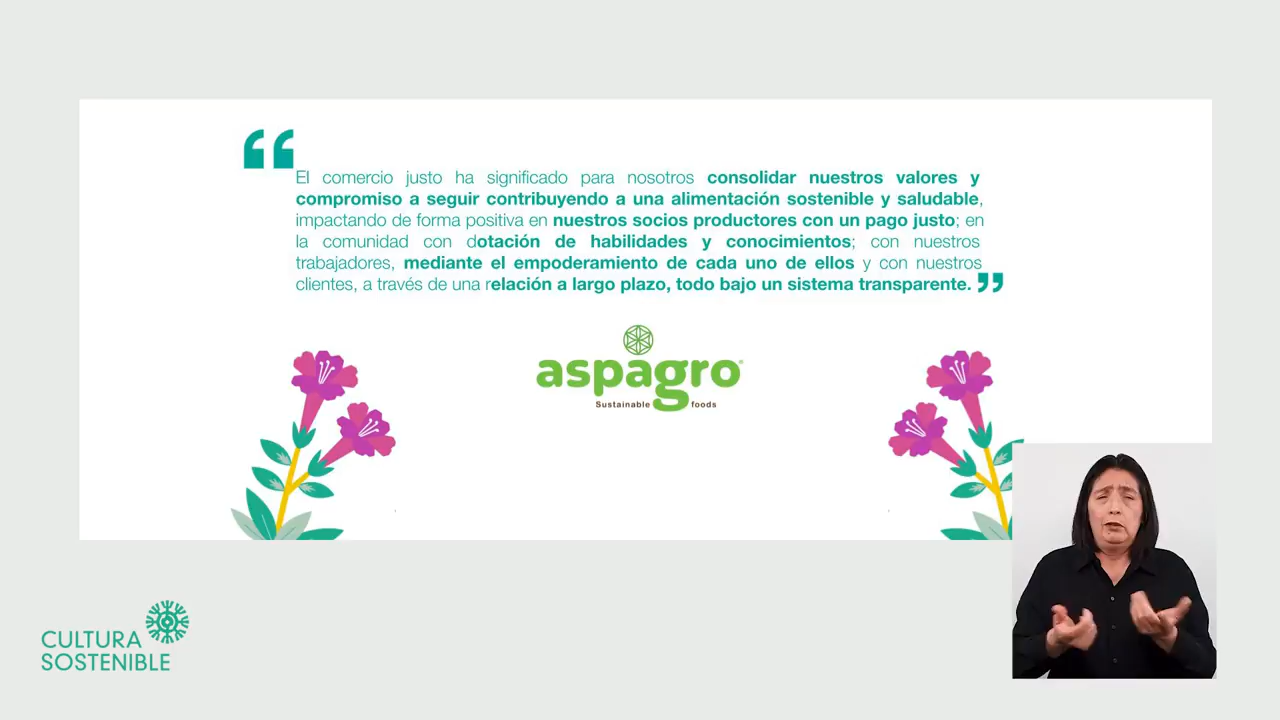 “
El comercio justo ha significado para nosotros consolidar nuestros valores y
compromiso a seguir contribuyendo a una alimentación sostenible y saludable,
impactando de forma positiva en nuestros socios productores con un pago justo; en
la comunidad con dotación de habilidades y conocimientos; con nuestros
trabajadores, mediante el empoderamiento de cada uno de ellos y con nuestros
clientes, a través de una relación a largo plazo, todo bajo un sistema transparente. ”
aspagro
Sustainable foods
CULTURA
SOSTENIBLE